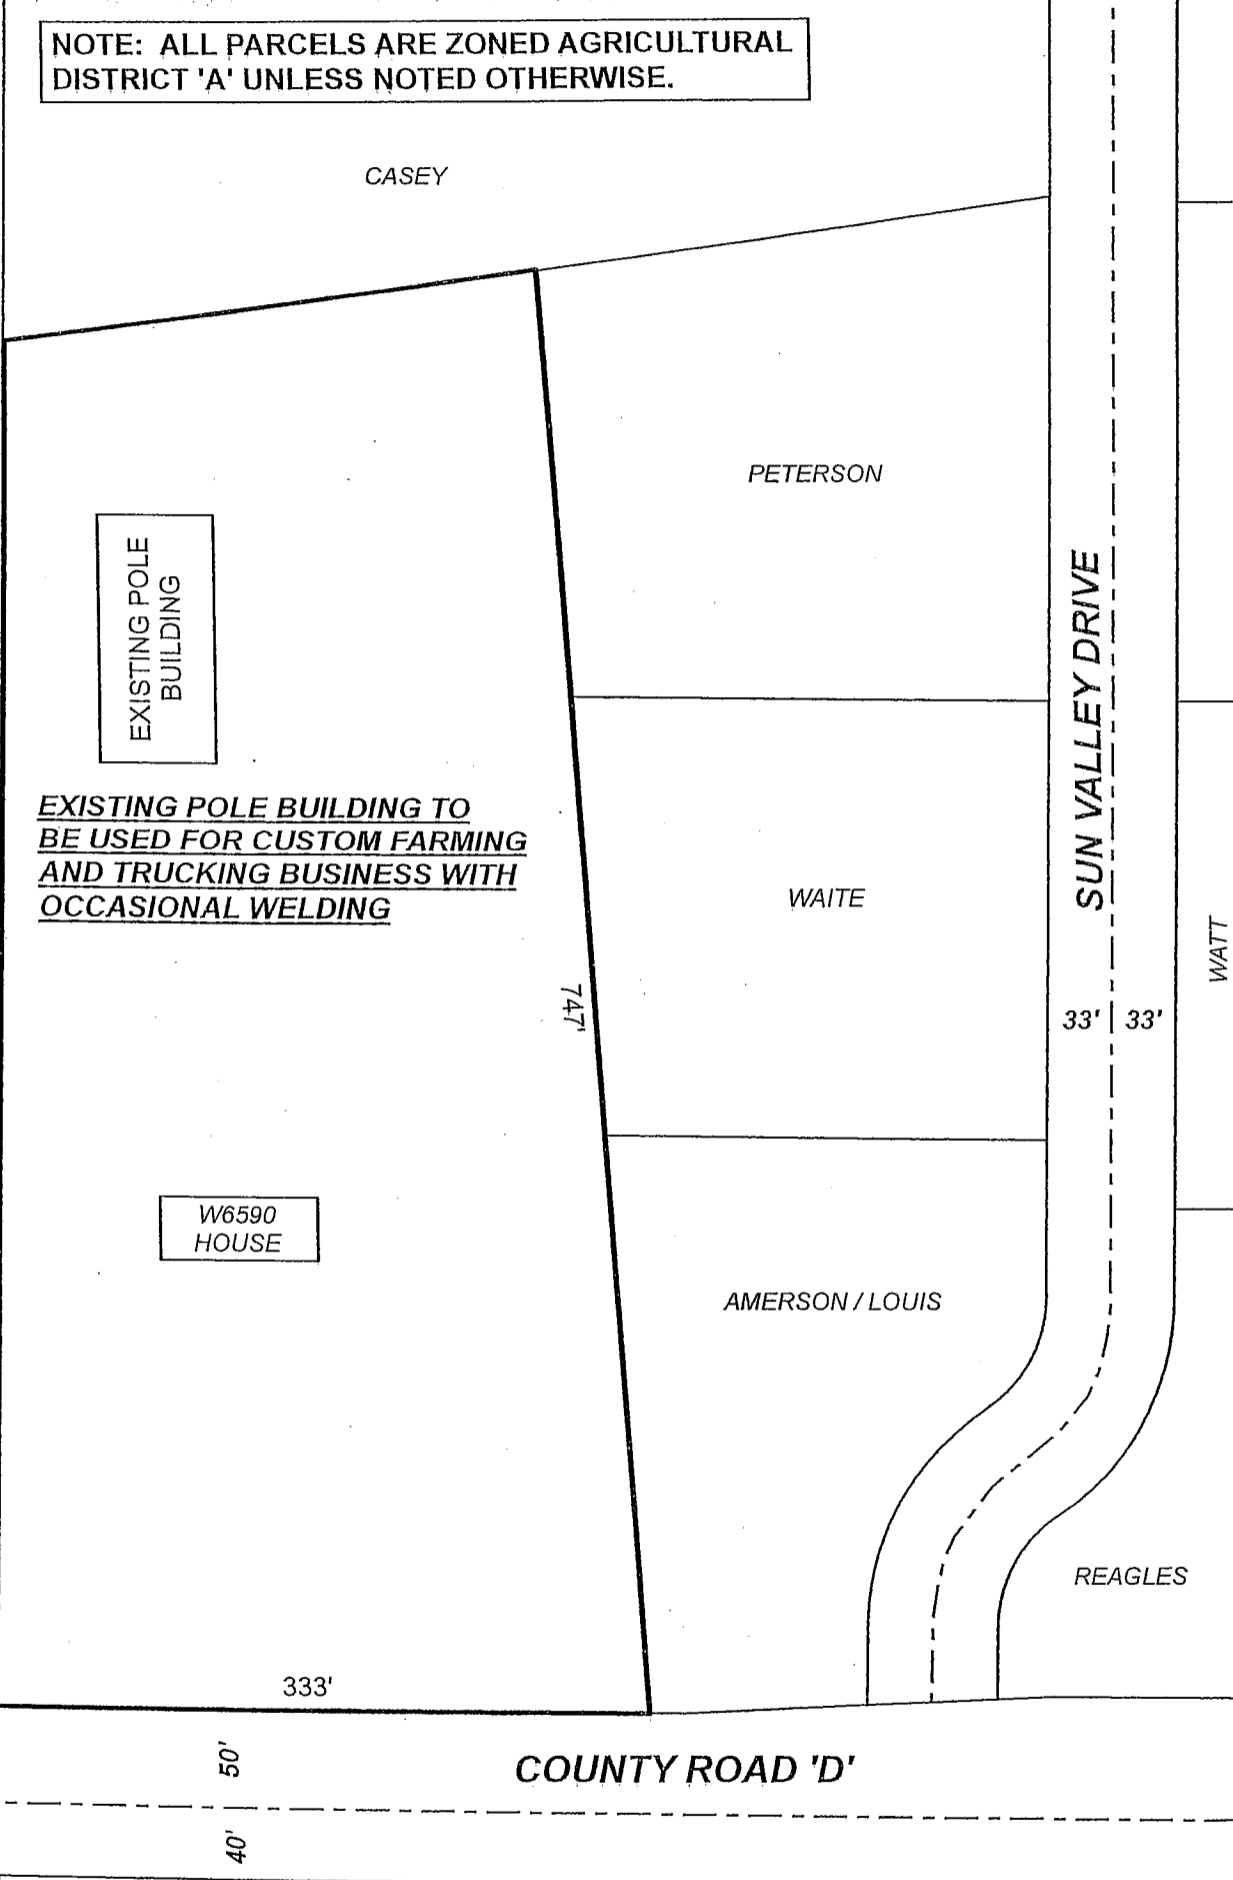 NOTE: ALL PARCELS ARE ZONED AGRICULTURAL
DISTRICT 'A' UNLESS NOTED OTHERWISE.
CASEY
PETERSON
EXISTING POLE
BUILDING
SUN VALLEY DRIVE
EXISTING POLE BUILDING TO
BE USED FOR CUSTOM FARMING
AND TRUCKING BUSINESS WITH
OCCASIONAL WELDING
WAITE
WATT
747'
33' 33'
W6590
HOUSE
AMERSON / LOUIS
REAGLES
333'
50'
COUNTY ROAD 'D'
40'